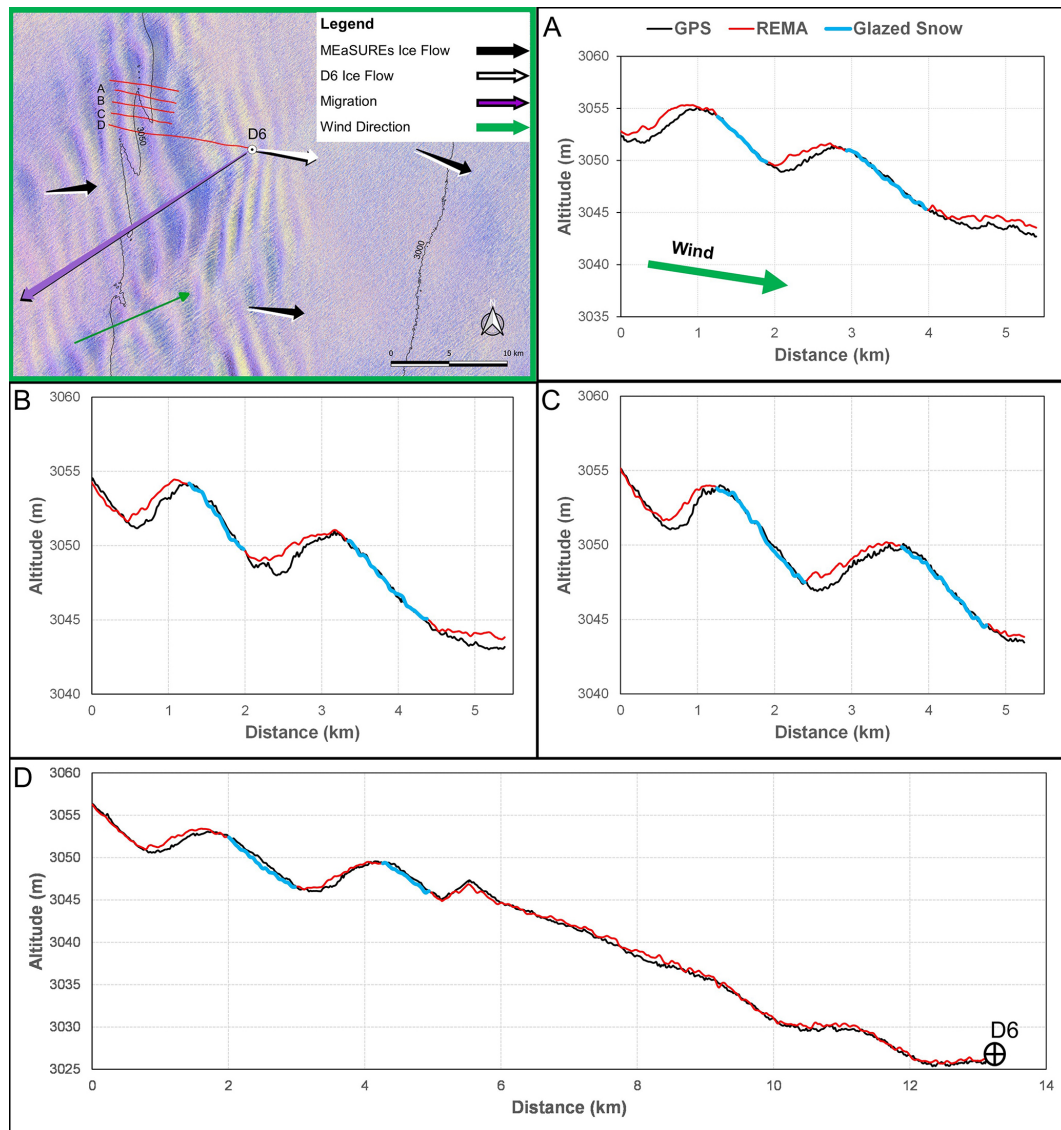 Legend
MEaSUREs Ice Flow
D6 Ice Flow
Migration
Wind Direction
A
B
C
D
3050
D6
3000
N
0 5 10 km
A
GPS REMA Glazed Snow
3060
3055
3050
3045
3040
3035
Altitude (m)
Wind
0 1 2 3 4 5
Distance (km)
B
3060
3055
3050
3045
3040
Altitude (m)
0 1 2 3 4 5
Distance (km)
C
3060
3055
3050
3045
3040
Altitude (m)
0 1 2 3 4 5
Distance (km)
D
3060
3055
3050
3045
3040
3035
3030
3025
Altitude (m)
D6
0 2 4 6 8 10 12 14
Distance (km)